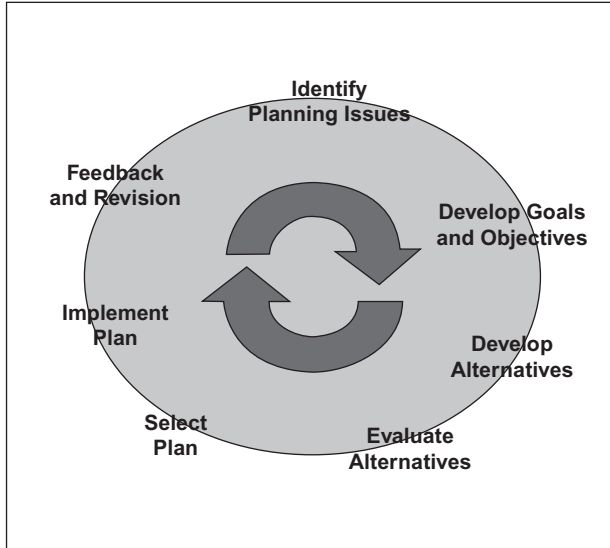 Identify
Planning Issues
Develop Goals
and Objectives
Develop
Alternatives
Evaluate
Alternatives
Select
Plan
Implement
Plan
Feedback
and Revision